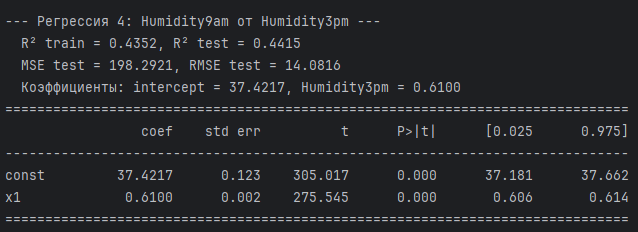 --- Регрессия 4: Humidity9am от Humidity3pm ---
R² train = 0.4352, R² test = 0.4415
MSE test = 198.2921, RMSE test = 14.0816
Коэффициенты: intercept = 37.4217, Humidity3pm = 0.6100
==============================================================================
coef std err t P>|t| [0.025 0.975]
------------------------------------------------------------------------------
const 37.4217 0.123 305.017 0.000 37.181 37.662
x1 0.6100 0.002 275.545 0.000 0.606 0.614
==============================================================================